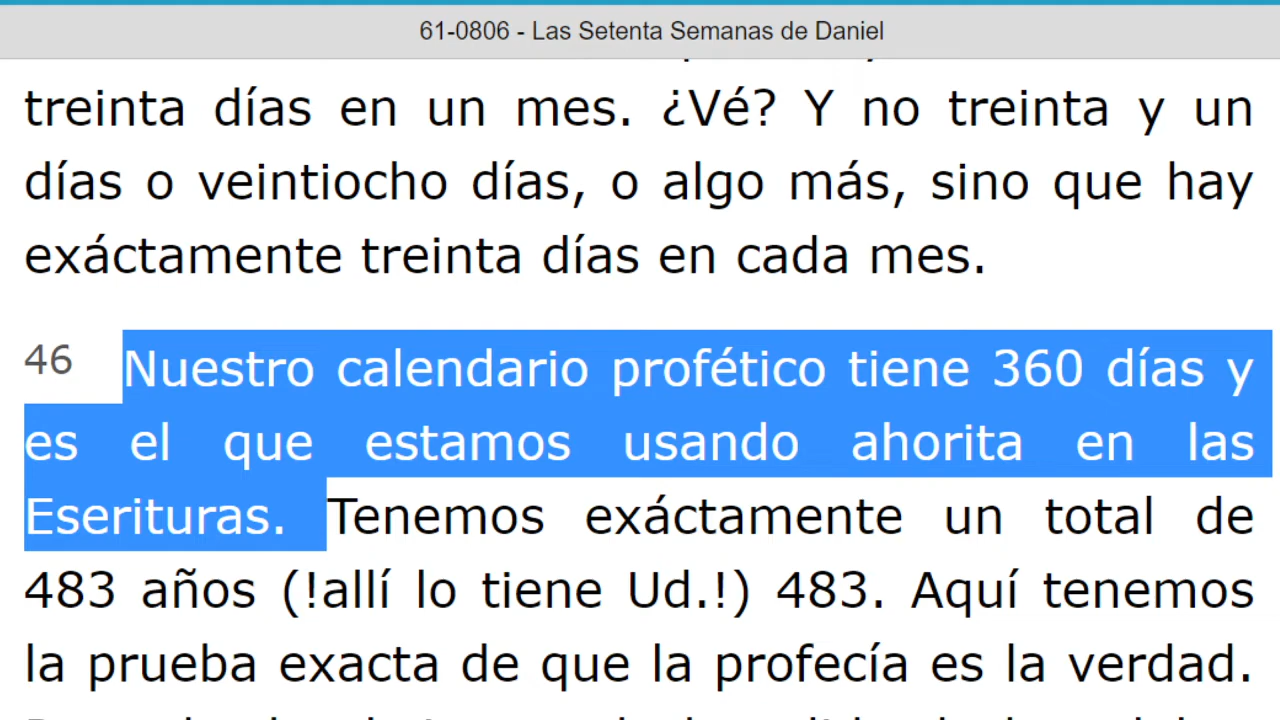 61-0806 - Las Setenta Semanas de Daniel
treinta días en un mes. ¿Vé? Y no treinta y un
días o veintiocho días, o algo más, sino que hay
exáctamente treinta días en cada mes.
46 Nuestro calendario profético tiene 360 días y
es el que estamos usando ahorita en las
Eserituras. Tenemos exáctamente un total de
483 años (!allí lo tiene Ud.!) 483. Aquí tenemos
la prueba exacta de que la profecía es la verdad.